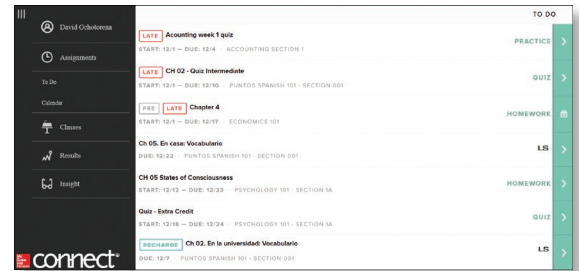 TO DO
David Ochotorena
Assignments
To Do
Calendar
Classes
Results
Insight
Mc Graw Hill Education
connect®
LATE Acounting week 1 quiz
START: 12/1 — DUE: 12/4 · ACCOUNTING SECTION 1
PRACTICE
LATE CH 02 - Quiz Intermediate
START: 12/1 — DUE: 12/10 · PUNTOS SPANISH 101 - SECTION 001
QUIZ
PRE LATE Chapter 4
START: 12/1 — DUE: 12/17 · ECONOMICS 101
HOMEWORK
Ch 05. En casa: Vocabulario
DUE: 12/22 · PUNTOS SPANISH 101 - SECTION 001
LS
CH 05 States of Consciousness
START: 12/12 — DUE: 12/23 · PSYCHOLOGY 101 - SECTION 1A
HOMEWORK
Quiz - Extra Credit
START: 12/18 — DUE: 12/24 · PSYCHOLOGY 101 - SECTION 1A
QUIZ
RECHARGE Ch 02. En la universidad: Vocabulario
DUE: 12/7 · PUNTOS SPANISH 101 - SECTION 001
LS